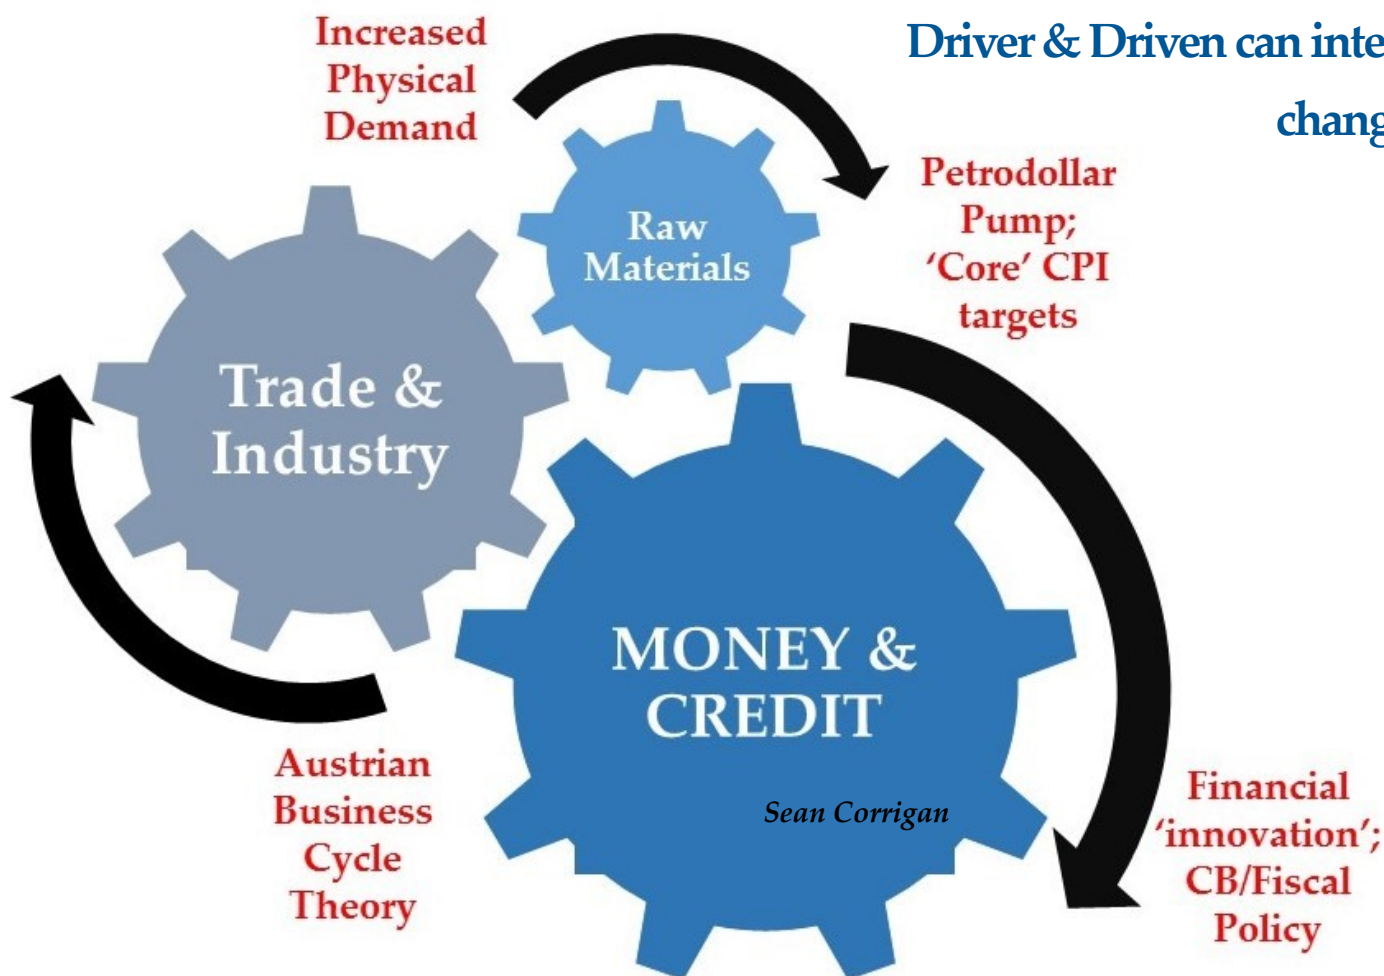 Increased
Physical
Demand
Driver & Driven can inte
chang
Raw
Materials
Petrodollar
Pump;
‘Core’ CPI
targets
Trade &
Industry
MONEY &
CREDIT
Sean Corrigan
Austrian
Business
Cycle
Theory
Financial
‘innovation’;
CB/Fiscal
Policy